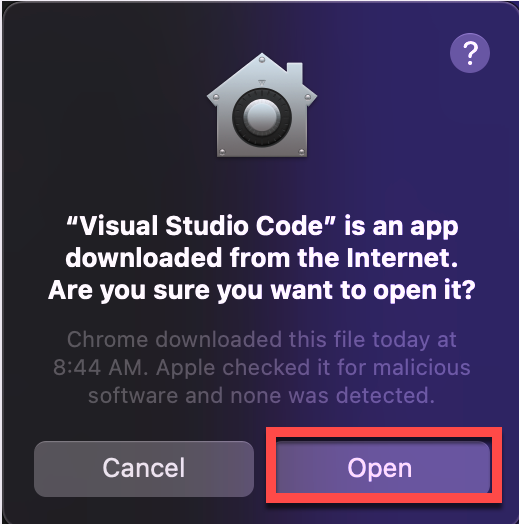 ?
“Visual Studio Code” is an app
downloaded from the Internet.
Are you sure you want to open it?
Chrome downloaded this file today at
8:44 AM. Apple checked it for malicious
software and none was detected.
Cancel
Open